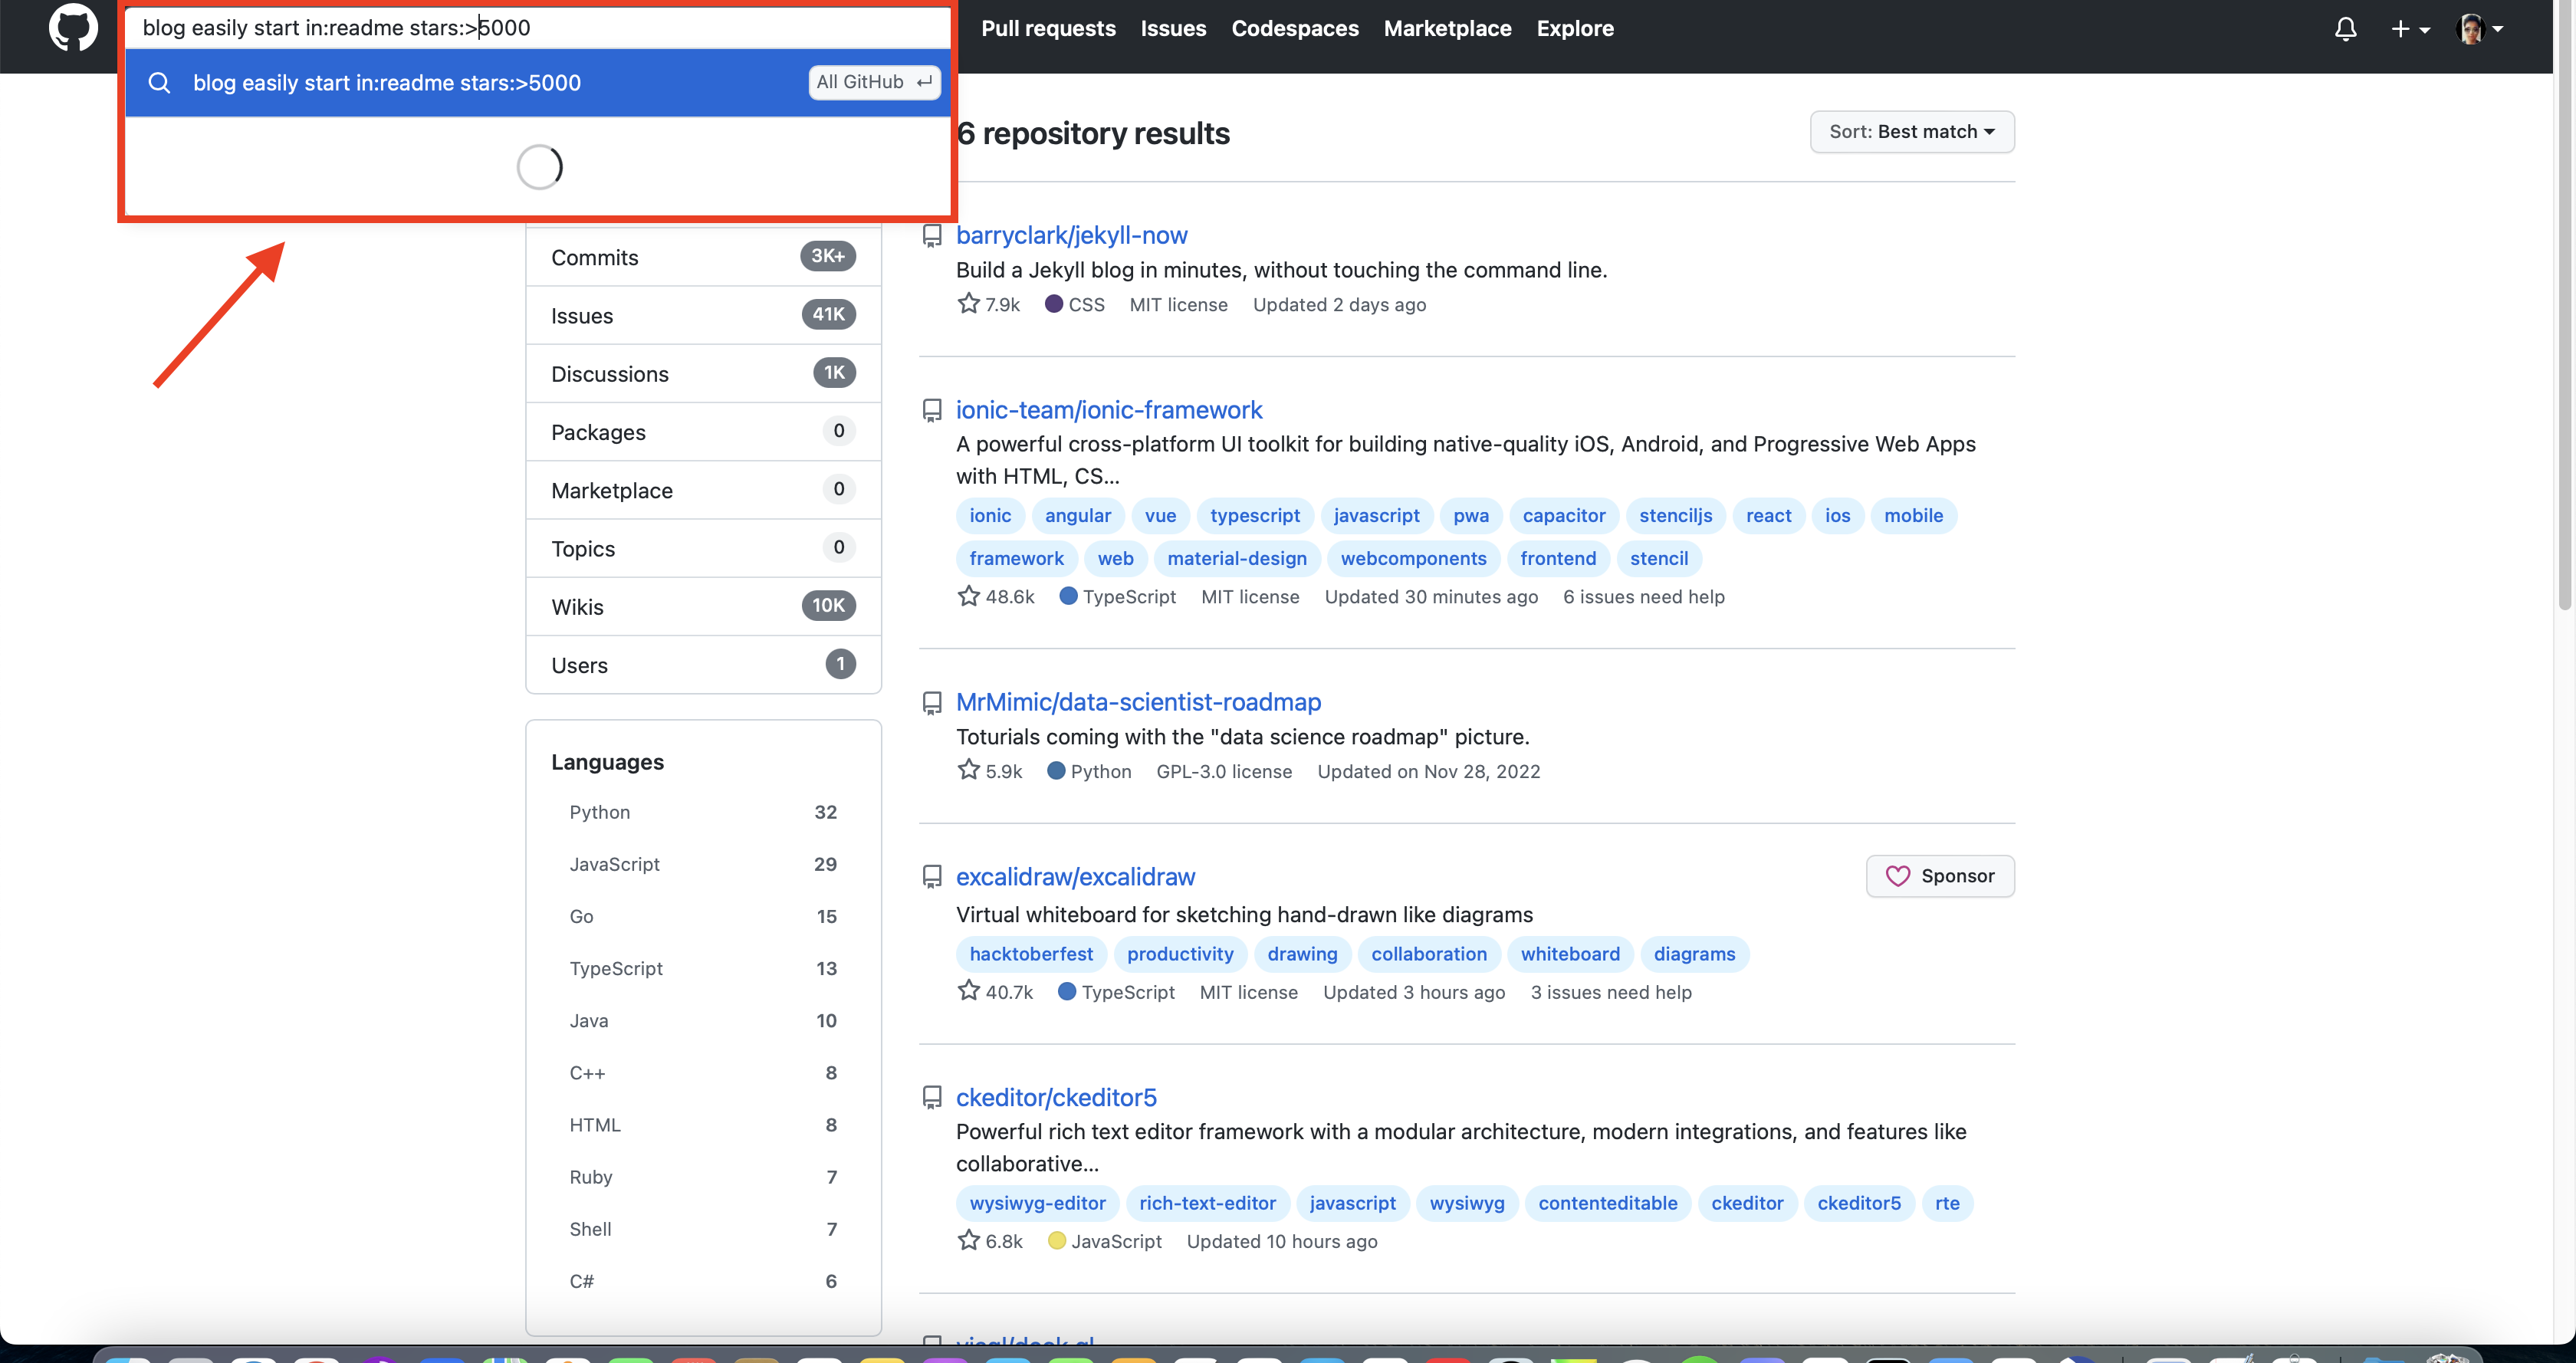 blog easily start in:readme stars:>5000
Pull requests Issues Codespaces Marketplace Explore
blog easily start in:readme stars:>5000 All GitHub
6 repository results
Sort: Best match
Commits 3K+
Issues 41K
Discussions 1K
Packages 0
Marketplace 0
Topics 0
Wikis 10K
Users 1
Languages
Python 32
JavaScript 29
Go 15
TypeScript 13
Java 10
C++ 8
HTML 8
Ruby 7
Shell 7
C# 6
barryclark/jekyll-now
Build a Jekyll blog in minutes, without touching the command line.
7.9k CSS MIT license Updated 2 days ago
ionic-team/ionic-framework
A powerful cross-platform UI toolkit for building native-quality iOS, Android, and Progressive Web Apps
with HTML, CS...
ionic angular vue typescript javascript pwa capacitor stenciljs react ios mobile
framework web material-design webcomponents frontend stencil
48.6k TypeScript MIT license Updated 30 minutes ago 6 issues need help
MrMimic/data-scientist-roadmap
Toturials coming with the "data science roadmap" picture.
5.9k Python GPL-3.0 license Updated on Nov 28, 2022
excalidraw/excalidraw
Sponsor
Virtual whiteboard for sketching hand-drawn like diagrams
hacktoberfest productivity drawing collaboration whiteboard diagrams
40.7k TypeScript MIT license Updated 3 hours ago 3 issues need help
ckeditor/ckeditor5
Powerful rich text editor framework with a modular architecture, modern integrations, and features like
collaborative...
wysiwyg-editor rich-text-editor javascript wysiwyg contenteditable ckeditor ckeditor5 rte
6.8k JavaScript Updated 10 hours ago